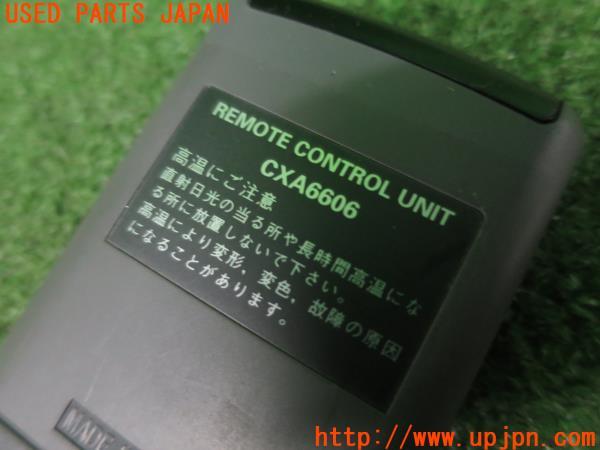 USED PARTS JAPAN
REMOTE CONTROL UNIT
CXA6606
高温にご注意
直射日光の当る所や長時間高温にな
る所に放置しないで下さい。
高温により変形、変色、故障の原因
になることがあります。
MADE
http://www.upjpn.com/